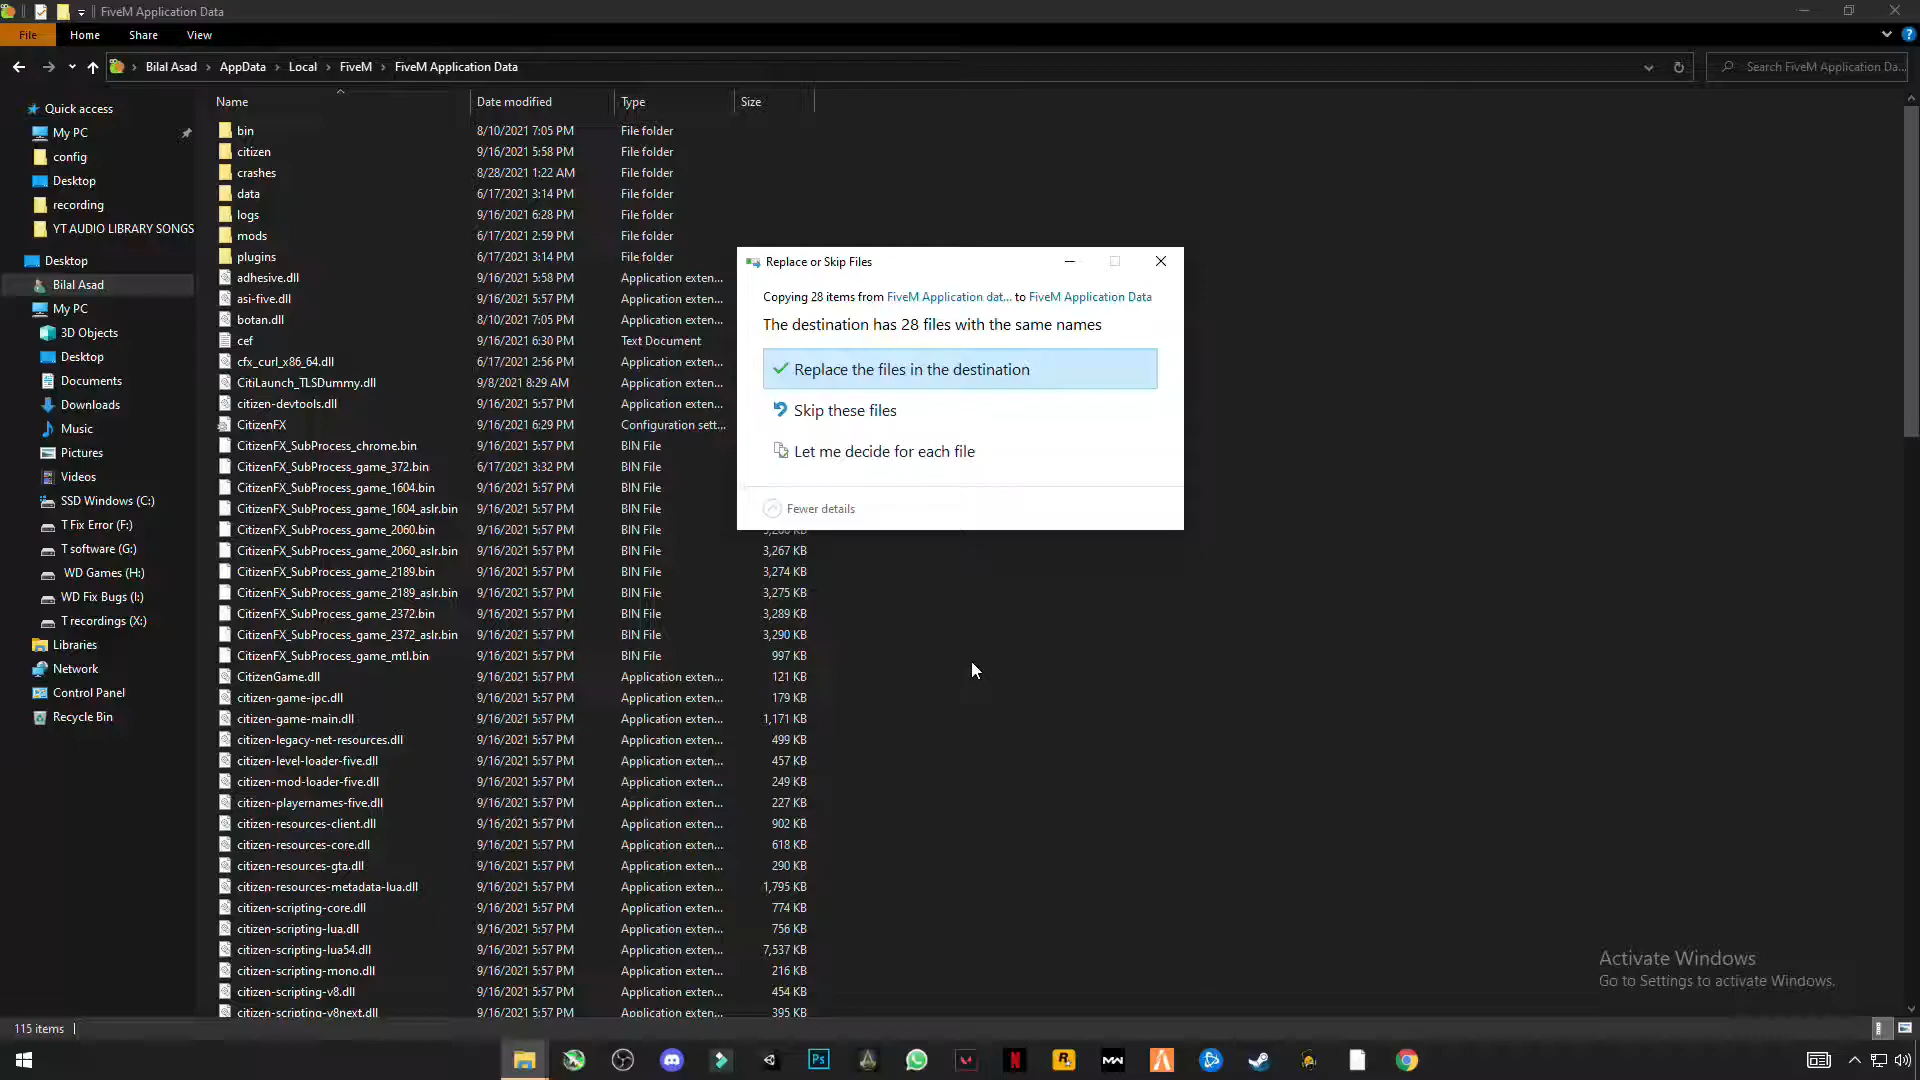 FiveM Application Data
File Home Share View
Bilal Asad AppData Local FiveM FiveM Application Data
Search FiveM Application Da...
Quick access
My PC
config
Desktop
recording
YT AUDIO LIBRARY SONGS
Desktop
Bilal Asad
My PC
3D Objects
Desktop
Documents
Downloads
Music
Pictures
Videos
SSD Windows (C:)
T Fix Error (F:)
T software (G:)
WD Games (H:)
WD Fix Bugs (I:)
T recordings (X:)
Libraries
Network
Control Panel
Recycle Bin
Name Date modified Type Size
bin 8/10/2021 7:05 PM File folder
citizen 9/16/2021 5:58 PM File folder
crashes 8/28/2021 1:22 AM File folder
data 6/17/2021 3:14 PM File folder
logs 9/16/2021 6:28 PM File folder
mods 6/17/2021 2:59 PM File folder
plugins 6/17/2021 3:14 PM File folder
adhesive.dll 9/16/2021 5:58 PM Application exten...
asi-five.dll 9/16/2021 5:57 PM Application exten...
botan.dll 8/10/2021 7:05 PM Application exten...
cef 9/16/2021 6:30 PM Text Document
cfx_curl_x86_64.dll 6/17/2021 2:56 PM Application exten...
CitiLaunch_TLSDummy.dll 9/8/2021 8:29 AM Application exten...
citizen-devtools.dll 9/16/2021 5:57 PM Application exten...
CitizenFX 9/16/2021 6:29 PM Configuration sett...
CitizenFX_SubProcess_chrome.bin 9/16/2021 5:57 PM BIN File
CitizenFX_SubProcess_game_372.bin 6/17/2021 3:32 PM BIN File
CitizenFX_SubProcess_game_1604.bin 9/16/2021 5:57 PM BIN File
CitizenFX_SubProcess_game_1604_aslr.bin 9/16/2021 5:57 PM BIN File
CitizenFX_SubProcess_game_2060.bin 9/16/2021 5:57 PM BIN File
CitizenFX_SubProcess_game_2060_aslr.bin 9/16/2021 5:57 PM BIN File 3,267 KB
CitizenFX_SubProcess_game_2189.bin 9/16/2021 5:57 PM BIN File 3,274 KB
CitizenFX_SubProcess_game_2189_aslr.bin 9/16/2021 5:57 PM BIN File 3,275 KB
CitizenFX_SubProcess_game_2372.bin 9/16/2021 5:57 PM BIN File 3,289 KB
CitizenFX_SubProcess_game_2372_aslr.bin 9/16/2021 5:57 PM BIN File 3,290 KB
CitizenFX_SubProcess_game_mtl.bin 9/16/2021 5:57 PM BIN File 997 KB
CitizenGame.dll 9/16/2021 5:57 PM Application exten... 121 KB
citizen-game-ipc.dll 9/16/2021 5:57 PM Application exten... 179 KB
citizen-game-main.dll 9/16/2021 5:57 PM Application exten... 1,171 KB
citizen-legacy-net-resources.dll 9/16/2021 5:57 PM Application exten... 499 KB
citizen-level-loader-five.dll 9/16/2021 5:57 PM Application exten... 457 KB
citizen-mod-loader-five.dll 9/16/2021 5:57 PM Application exten... 249 KB
citizen-playernames-five.dll 9/16/2021 5:57 PM Application exten... 227 KB
citizen-resources-client.dll 9/16/2021 5:57 PM Application exten... 902 KB
citizen-resources-core.dll 9/16/2021 5:57 PM Application exten... 618 KB
citizen-resources-gta.dll 9/16/2021 5:57 PM Application exten... 290 KB
citizen-resources-metadata-lua.dll 9/16/2021 5:57 PM Application exten... 1,795 KB
citizen-scripting-core.dll 9/16/2021 5:57 PM Application exten... 774 KB
citizen-scripting-lua.dll 9/16/2021 5:57 PM Application exten... 756 KB
citizen-scripting-lua54.dll 9/16/2021 5:57 PM Application exten... 7,537 KB
citizen-scripting-mono.dll 9/16/2021 5:57 PM Application exten... 216 KB
citizen-scripting-v8.dll 9/16/2021 5:57 PM Application exten... 454 KB
citizen-scripting-v8next.dll 9/16/2021 5:57 PM Application exten... 395 KB
Replace or Skip Files
Copying 28 items from FiveM Application dat... to FiveM Application Data
The destination has 28 files with the same names
Replace the files in the destination
Skip these files
Let me decide for each file
Fewer details
Activate Windows
Go to Settings to activate Windows.
115 items
Ps
MW